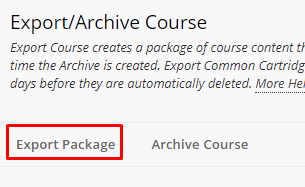 Export/Archive Course
Export Course creates a package of course content th
time the Archive is created. Export Common Cartridg
days before they are automatically deleted. More He
Export Package Archive Course